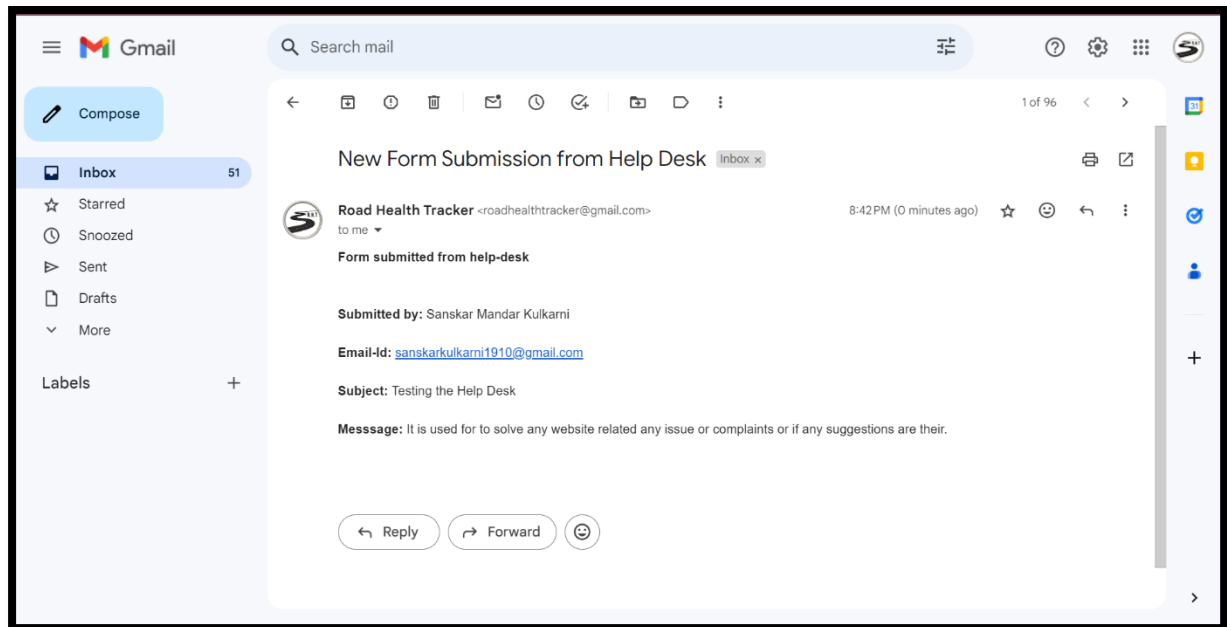 Gmail
Search mail
Compose
1 of 96
31
Inbox 51
Starred
Snoozed
Sent
Drafts
More
Labels
New Form Submission from Help Desk Inbox x
Road Health Tracker <roadhealthtracker@gmail.com> 8:42 PM (0 minutes ago)
to me
Form submitted from help-desk
Submitted by: Sanskar Mandar Kulkarni
Email-Id: sanskarkulkarni1910@gmail.com
Subject: Testing the Help Desk
Messsage: It is used for to solve any website related any issue or complaints or if any suggestions are their.
Reply Forward